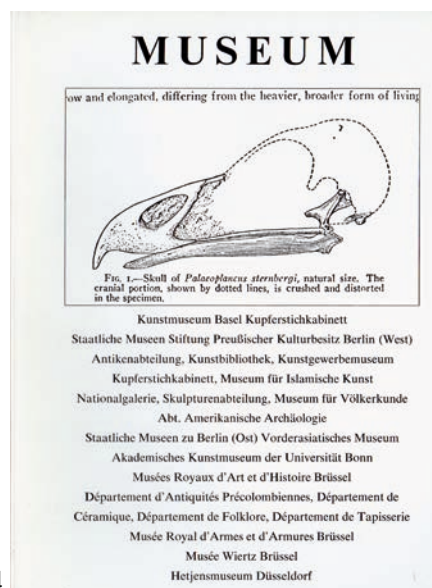 MUSEUM
ow and elongated, differing from the heavier, broader form of living
FIG. 1.—Skull of Palaeoplancus sternbergi, natural size. The
cranial portion, shown by dotted lines, is crushed and distorted
in the specimen.
Kunstmuseum Basel Kupferstichkabinett
Staatliche Museen Stiftung Preußischer Kulturbesitz Berlin (West)
Antikenabteilung, Kunstbibliothek, Kunstgewerbemuseum
Kupferstichkabinett, Museum für Islamische Kunst
Nationalgalerie, Skulpturenabteilung, Museum für Völkerkunde
Abt. Amerikanische Archäologie
Staatliche Museen zu Berlin (Ost) Vorderasiatisches Museum
Akademisches Kunstmuseum der Universität Bonn
Musées Royaux d'Art et d'Histoire Brüssel
Département d'Antiquités Précolombiennes, Département de
Céramique, Département de Folklore, Département de Tapisserie
Musée Royal d'Armes et d'Armures Brüssel
Musée Wiertz Brüssel
Hetjensmuseum Düsseldorf